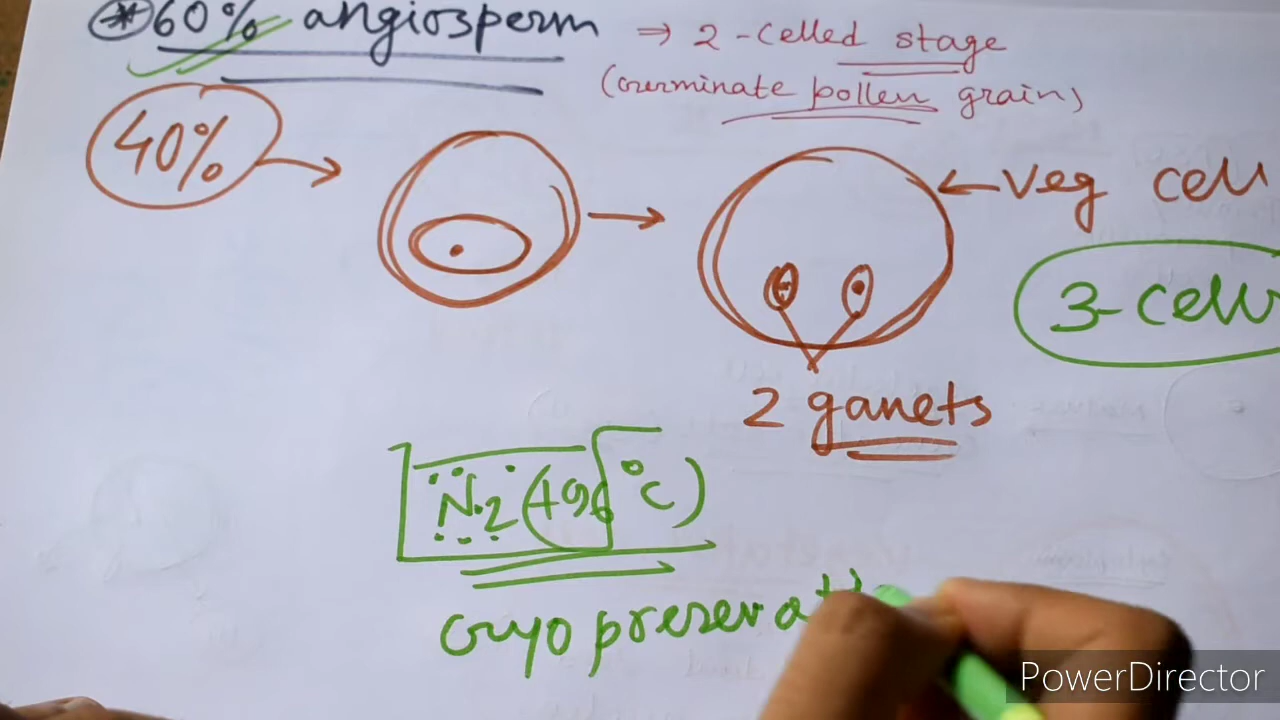 * 60% angiosperm ⇒ 2-celled stage
(Germinate pollen grain)
40%
veg cell
3-cell
2 gamets
N2 (196°C)
cryopreservati
PowerDirector